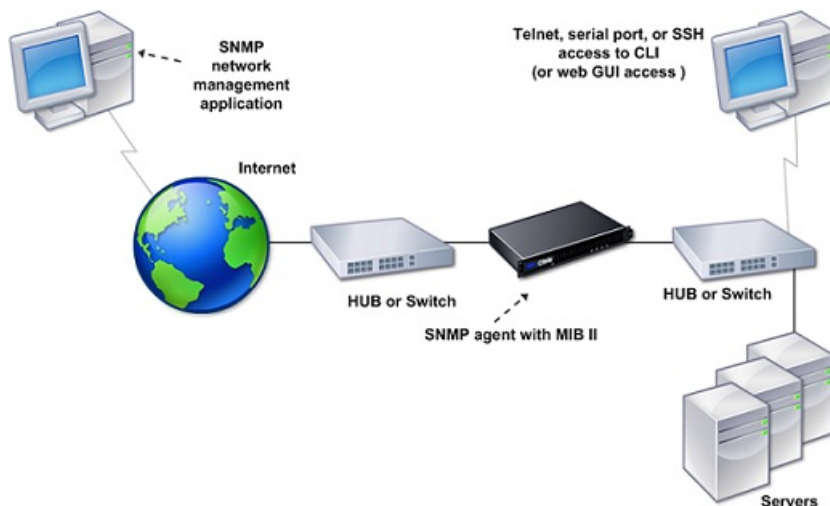 SNMP
network
management
application
Telnet, serial port, or SSH
access to CLI
(or web GUI access )
Internet
HUB or Switch
SNMP agent with MIB II
HUB or Switch
Servers